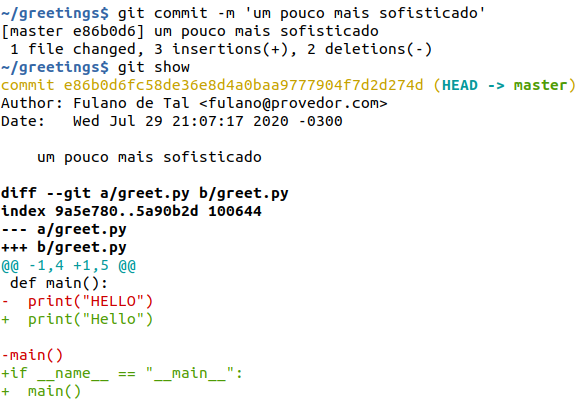 ~/greetings$ git commit -m 'um pouco mais sofisticado'
[master e86b0d6] um pouco mais sofisticado
 1 file changed, 3 insertions(+), 2 deletions(-)
~/greetings$ git show
commit e86b0d6fc58de36e8d4a0baa9777904f7d2d274d (HEAD -> master)
Author: Fulano de Tal <fulano@provedor.com>
Date:   Wed Jul 29 21:07:17 2020 -0300

    um pouco mais sofisticado

diff --git a/greet.py b/greet.py
index 9a5e780..5a90b2d 100644
--- a/greet.py
+++ b/greet.py
@@ -1,4 +1,5 @@
 def main():
-  print("HELLO")
+  print("Hello")

-main()
+if __name__ == "__main__":
+  main()